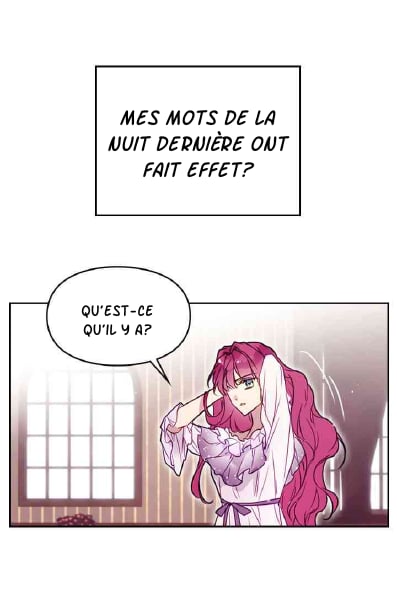 MES MOTS DE LA
NUIT DERNIÈRE ONT
FAIT EFFET?
QU'EST-CE
QU'IL Y A?